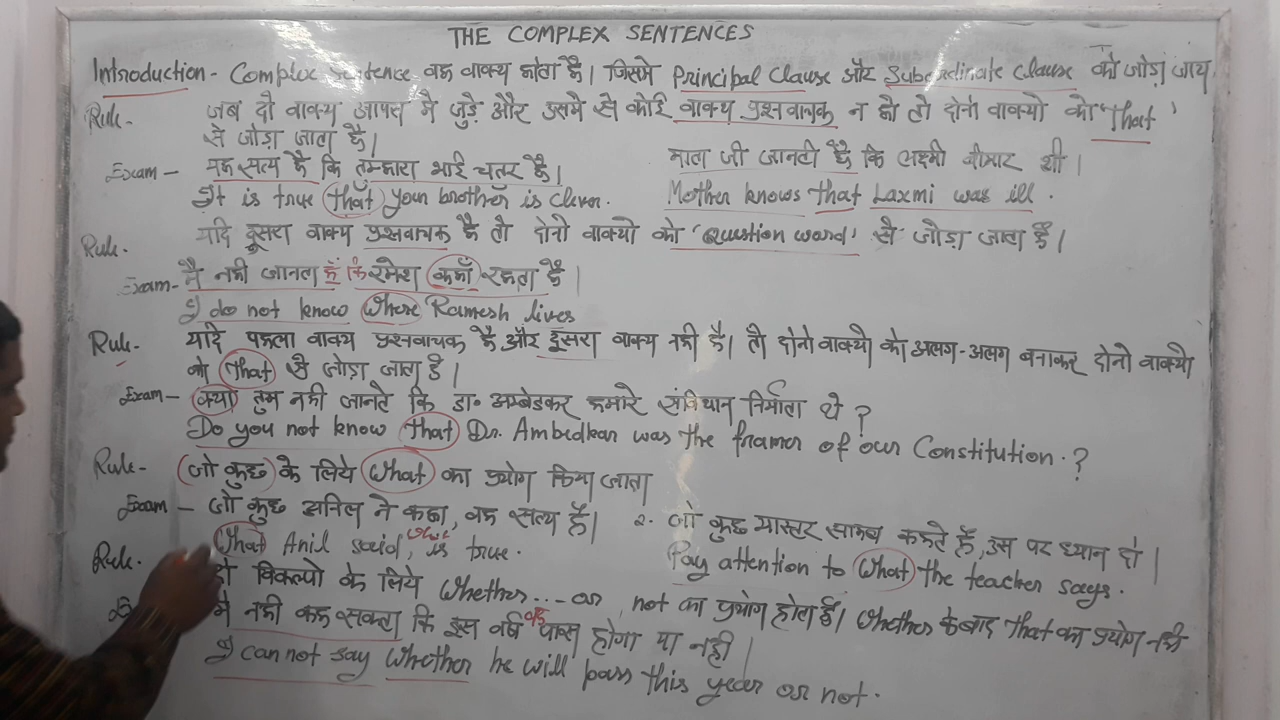 THE COMPLEX SENTENCES
Introduction - Complex Sentence वह वाक्य होता है। जिसमे Principal Clause और Subordinate Clause को जोड़ा जाय
Rule- जब दो वाक्य आपस मे जुड़े और उसमे से कोई वाक्य प्रश्नवाचक न हो तो दोनो वाक्यो को 'that'
से जोड़ा जाता है।
Exam - यह सत्य है कि तुम्हारा भाई चतुर है। माता जी जानती है कि लक्ष्मी बीमार थी।
It is true that your brother is clever. Mother knows that Laxmi was ill.
Rule- यदि दूसरा वाक्य प्रश्नवाचक है तो दोनो वाक्यो को 'Question word' से जोड़ा जाता है।
Exam- मै नही जानता हूँ कि रमेश कहाँ रहता है।
I do not know where Ramesh lives
Rule- यदि पहला वाक्य प्रश्नवाचक है और दूसरा वाक्य नही है। तो दोनो वाक्यो को अलग-अलग बनाकर दोनो वाक्यो
को that से जोड़ा जाता है।
Exam- क्या तुम नही जानते कि डा० अम्बेडकर हमारे संविधान निर्माता थे?
Do you not know that Dr. Ambedkar was the framer of our Constitution.?
Rule- जो कुछ के लिये What का प्रयोग किया जाता
Exam - जो कुछ अनिल ने कहा, वह सत्य है। २. जो कुछ मास्टर साहब कहते है, उस पर ध्यान दो।
What Anil said, is true. Pay attention to what the teacher says.
Rule. दो विकल्पो के लिये Whether... or not का प्रयोग होता है। Whether के बाद that का प्रयोग नही
मै नही कह सकता कि इस वर्ष वह पास होगा या नही।
I cannot say whether he will pass this year or not.